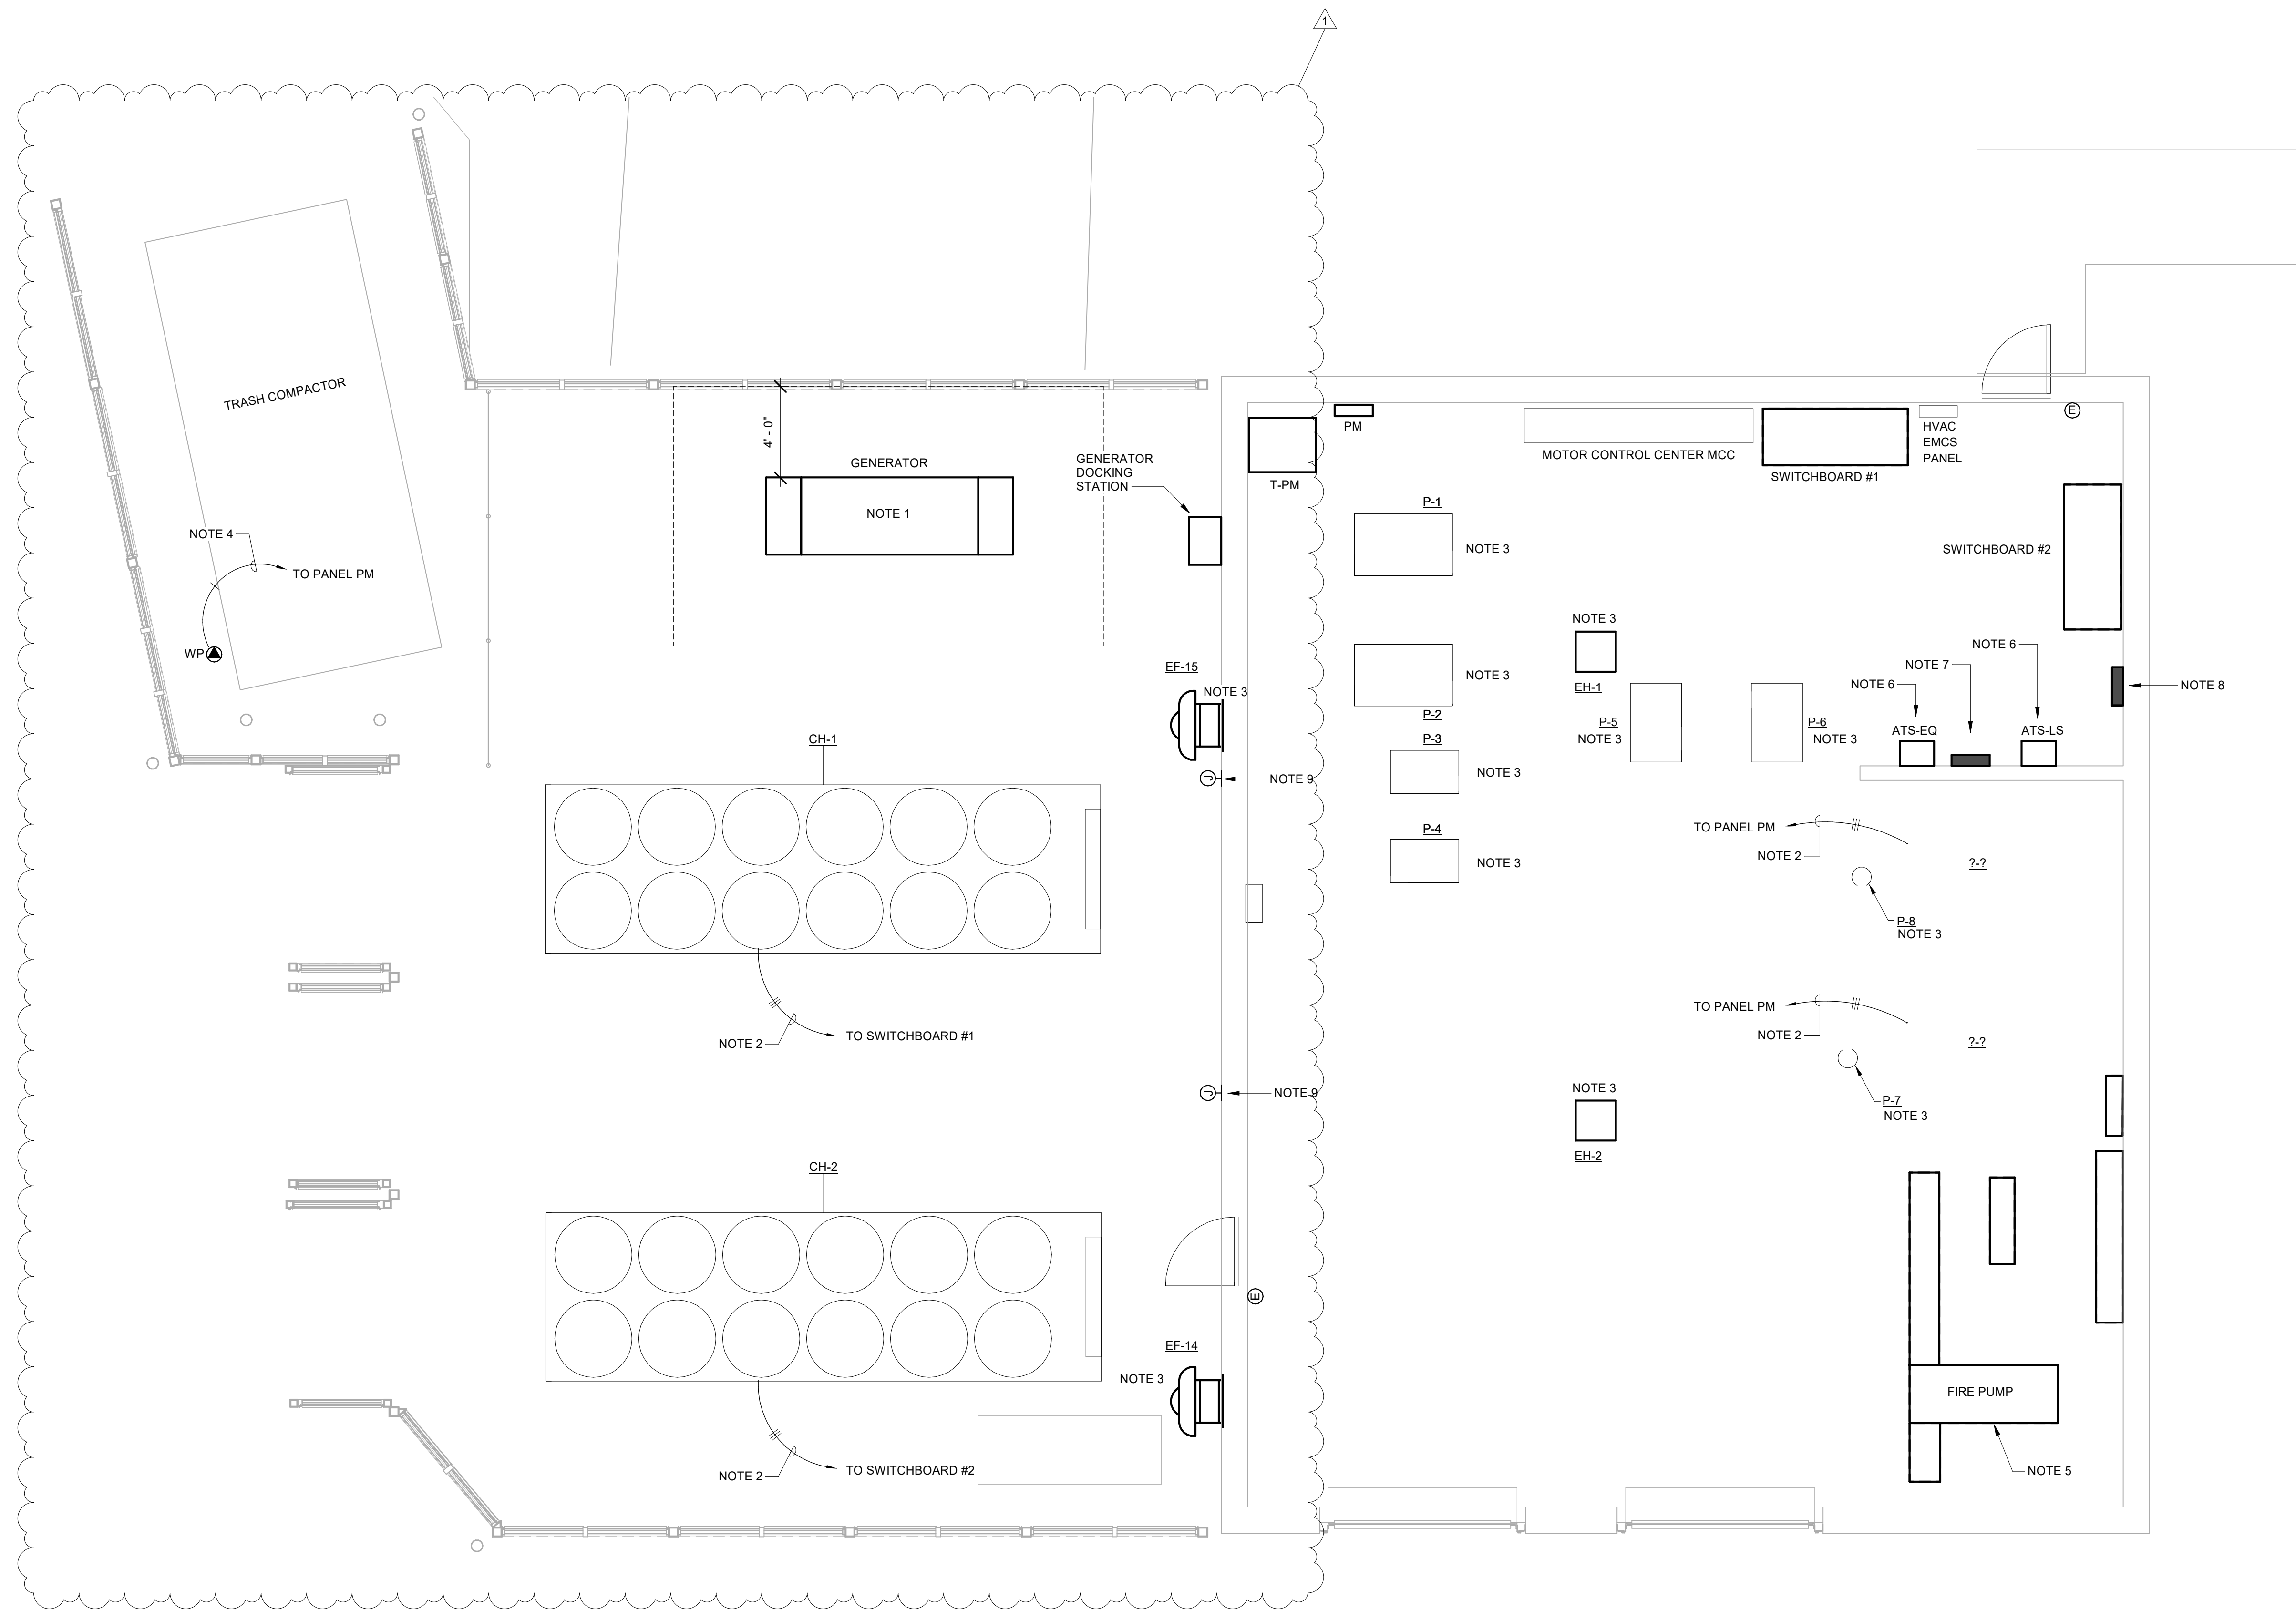 1
TRASH COMPACTOR
NOTE 4
TO PANEL PM
WP
4' - 0"
GENERATOR
NOTE 1
GENERATOR
DOCKING
STATION
T-PM
PM
MOTOR CONTROL CENTER MCC
SWITCHBOARD #1
HVAC
EMCS
PANEL
E
SWITCHBOARD #2
P-1
NOTE 3
NOTE 3
P-2
P-3
NOTE 3
P-4
NOTE 3
NOTE 3
EH-1
P-5
NOTE 3
P-6
NOTE 3
NOTE 6
NOTE 7
NOTE 6
NOTE 8
ATS-EQ
ATS-LS
EF-15
NOTE 3
CH-1
J
NOTE 9
TO PANEL PM
NOTE 2
?-?
P-8
NOTE 3
NOTE 2
TO SWITCHBOARD #1
TO PANEL PM
NOTE 2
?-?
P-7
NOTE 3
J
NOTE 9
NOTE 3
EH-2
CH-2
E
EF-14
NOTE 3
NOTE 2
TO SWITCHBOARD #2
FIRE PUMP
NOTE 5